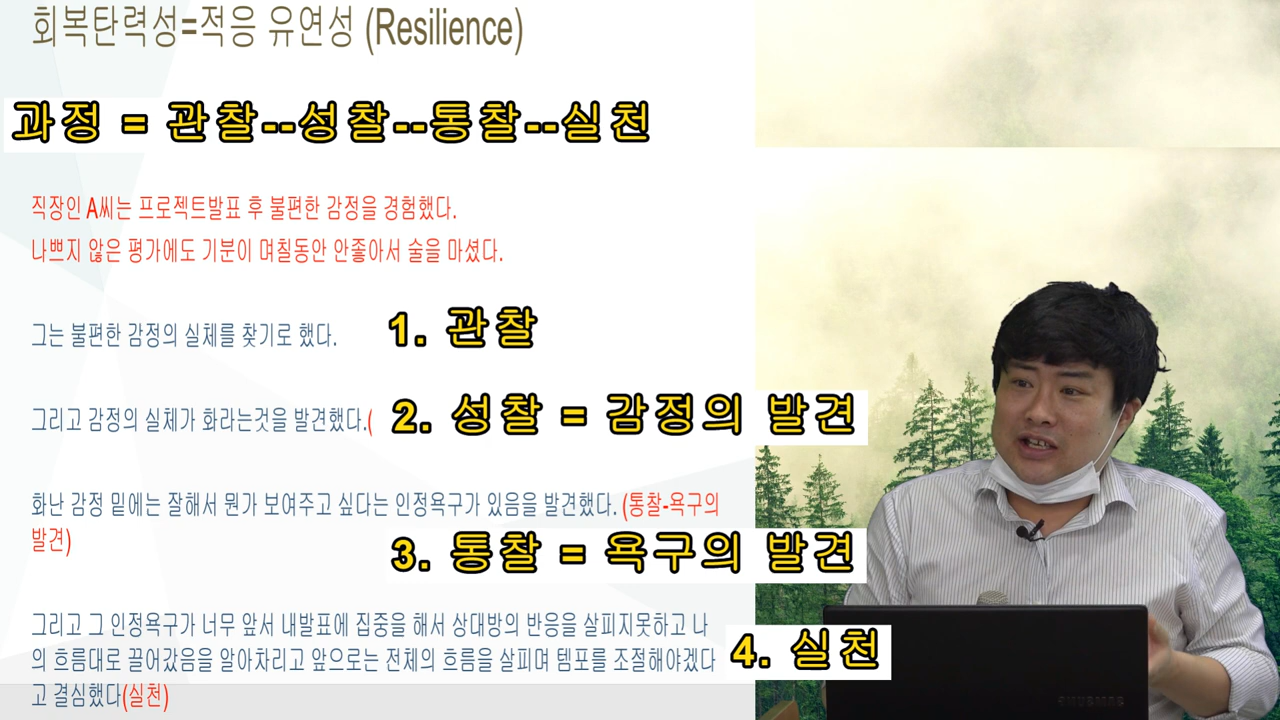 회복탄력성=적응 유연성 (Resilience)
과정 = 관찰--성찰--통찰--실천
직장인 A씨는 프로젝트발표 후 불편한 감정을 경험했다.
나쁘지 않은 평가에도 기분이 며칠동안 안좋아서 술을 마셨다.
그는 불편한 감정의 실체를 찾기로 했다.
1. 관찰
그리고 감정의 실체가 화라는것을 발견했다.(
2. 성찰 = 감정의 발견
화난 감정 밑에는 잘해서 뭔가 보여주고 싶다는 인정욕구가 있음을 발견했다. (통찰-욕구의
발견)
3. 통찰 = 욕구의 발견
그리고 그 인정욕구가 너무 앞서 내발표에 집중을 해서 상대방의 반응을 살피지못하고 나
의 흐름대로 끌어갔음을 알아차리고 앞으로는 전체의 흐름을 살피며 템포를 조절해야겠다
고 결심했다(실천)
4. 실천
SAMSUNG